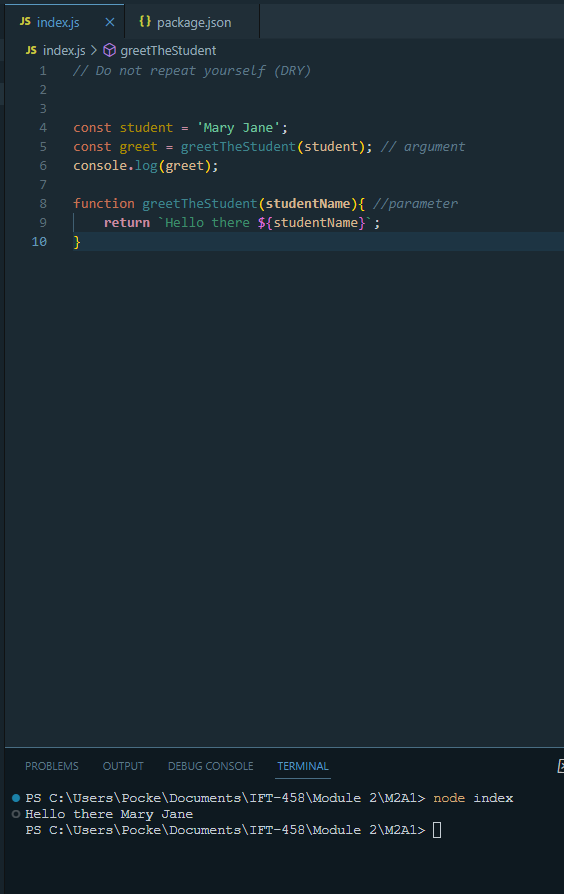 JS index.js × {} package.json
JS index.js > greetTheStudent
1 // Do not repeat yourself (DRY)
2
3
4 const student = 'Mary Jane';
5 const greet = greetTheStudent(student); // argument
6 console.log(greet);
7
8 function greetTheStudent(studentName){ //parameter
9     return `Hello there ${studentName}`;
10 }
PROBLEMS OUTPUT DEBUG CONSOLE TERMINAL
PS C:\Users\Pocke\Documents\IFT-458\Module 2\M2A1> node index
Hello there Mary Jane
PS C:\Users\Pocke\Documents\IFT-458\Module 2\M2A1>